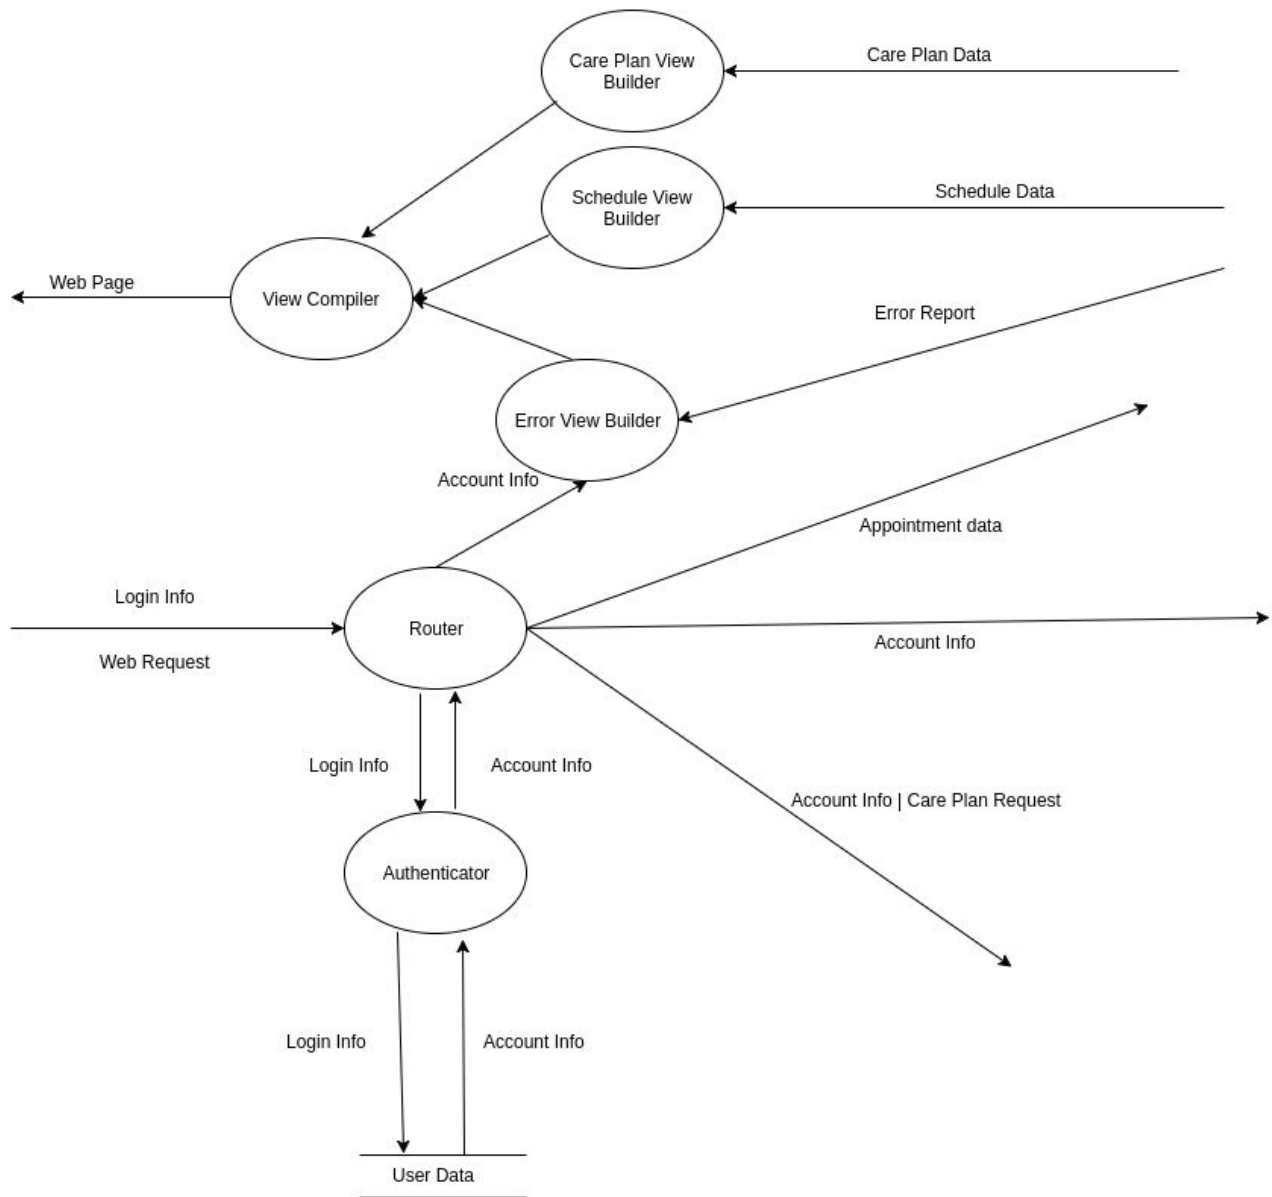 Care Plan View
Builder
Care Plan Data
Schedule View
Builder
Schedule Data
Web Page
View Compiler
Error Report
Error View Builder
Account Info
Appointment data
Login Info
Router
Account Info
Web Request
Login Info
Account Info
Account Info | Care Plan Request
Authenticator
Login Info
Account Info
User Data